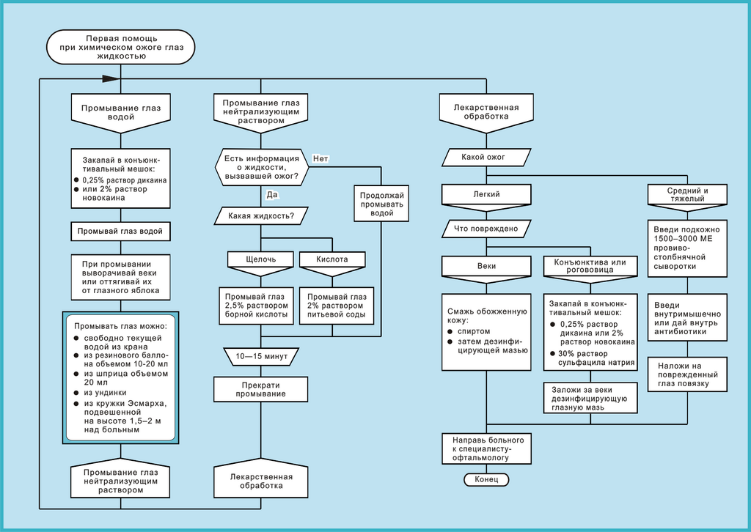 Первая помощь
при химическом ожоге глаз
жидкостью
Промывание глаз
водой
Закапай в конъюнк-
тивальный мешок:
● 0,25% раствор дикаина
● или 2% раствор
новокаина
Промывай глаз водой
При промывании
выворачивай веки
или оттягивай их
от глазного яблока
Промывать глаз можно:
● свободно текущей
водой из крана
● из резинового балло-
на объемом 10-20 мл
● из шприца объемом
20 мл
● из ундинки
● из кружки Эсмарха,
подвешенной
на высоте 1,5–2 м
над больным
Промывание глаз
нейтрализующим
раствором
Промывание глаз
нейтрализующим
раствором
Есть информация
о жидкости,
вызвавшей ожог?
Нет
Да
Продолжай
промывать
водой
Какая жидкость?
Щелочь
Кислота
Промывай глаз
2,5% раствором
борной кислоты
Промывай глаз
2% раствором
питьевой соды
10—15 минут
Прекрати
промывание
Лекарственная
обработка
Лекарственная
обработка
Какой ожог
Легкий
Средний и
тяжелый
Что повреждено
Веки
Конъюнктива или
рогововица
Смажь обожженную
кожу:
● спиртом
● затем дезинфи-
цирующей мазью
Закапай в конъюнк-
тивальный мешок:
● 0,25% раствор
дикаина или 2%
раствор новокаина
● 30% раствор
сульфацила натрия
Заложи за веки
дезинфицирующую
глазную мазь
Введи подкожно
1500–3000 МЕ
провиво-
столбнячной
сыворотки
Введи
внутримышечно
или дай внутрь
антибиотики
Наложи на
поврежденный
глаз повязку
Направь больного
к специалисту-
офтальмологу
Конец